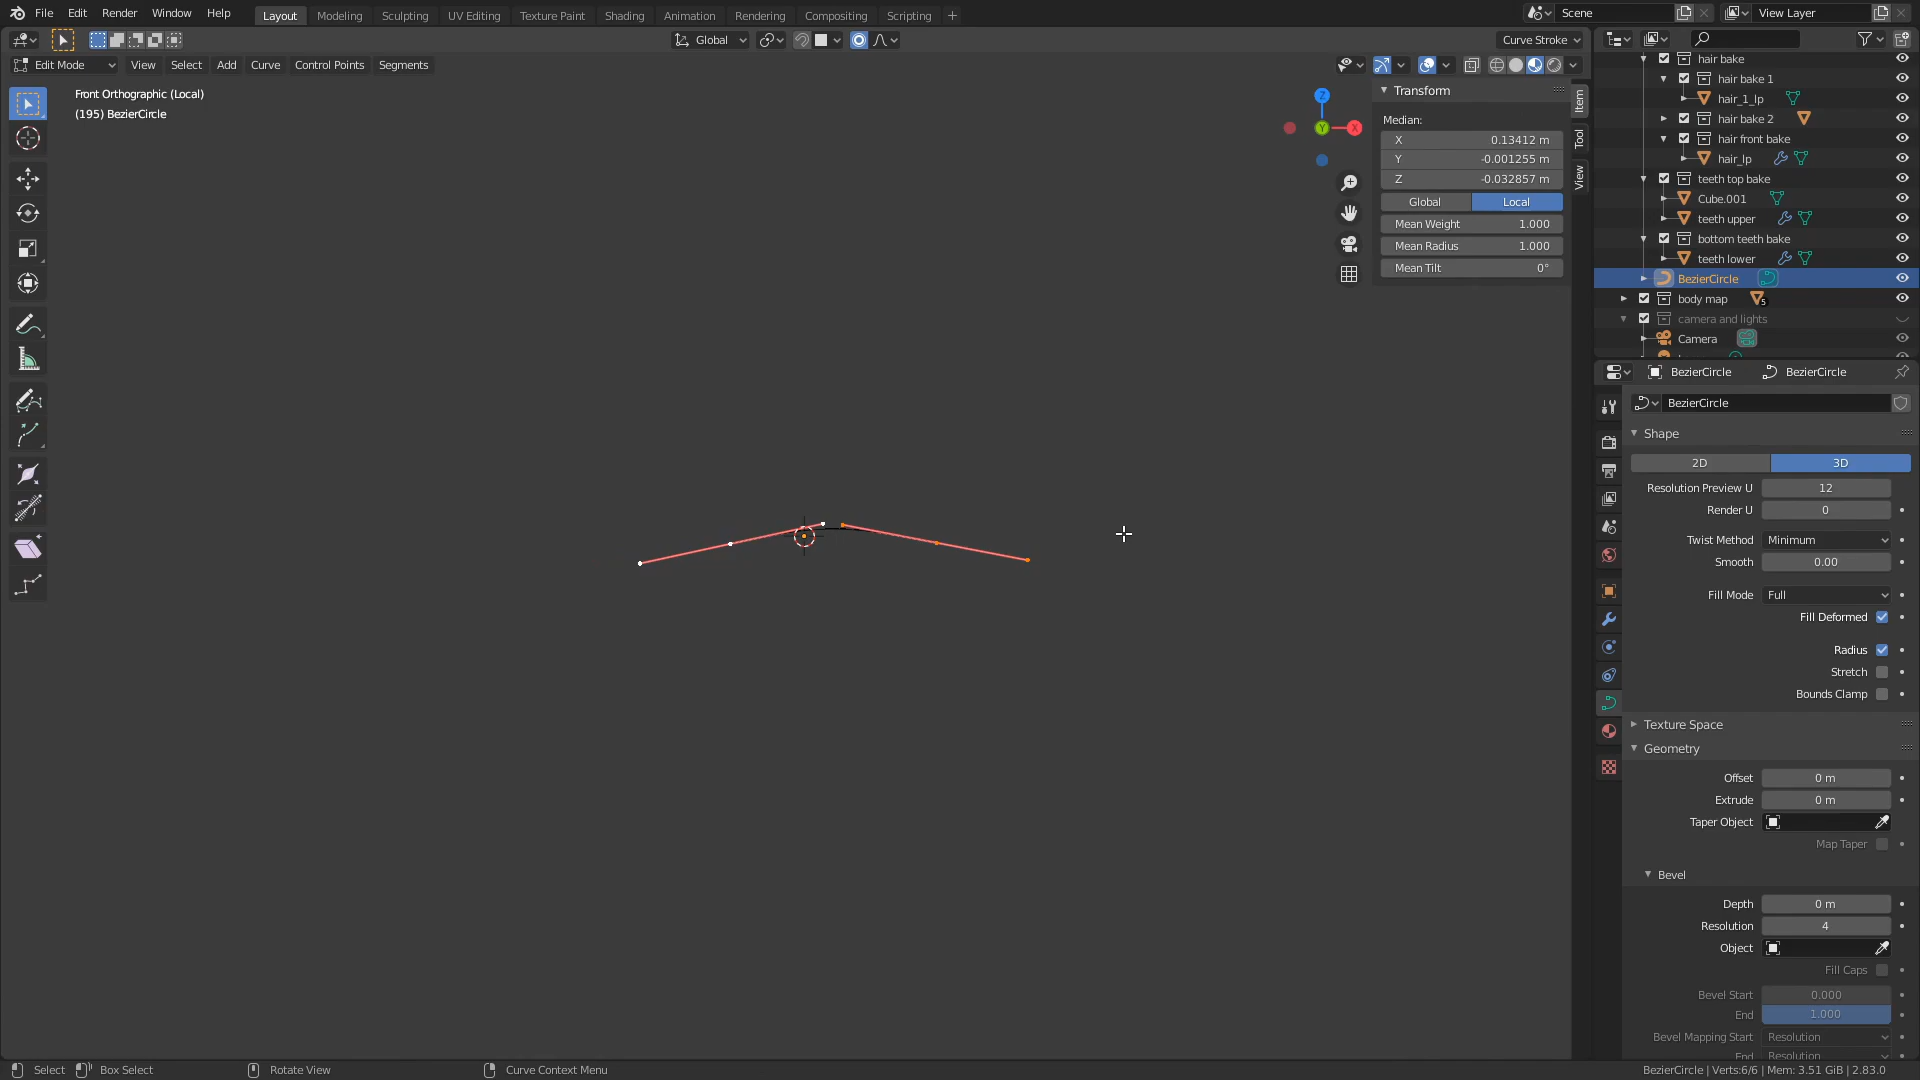 File Edit Render Window Help Layout Modeling Sculpting UV Editing Texture Paint Shading Animation Rendering Compositing Scripting Scene View Layer
Global Curve Stroke
Edit Mode View Select Add Curve Control Points Segments
Front Orthographic (Local)
(195) BezierCircle
Z
Y
X
Transform
Median:
X 0.13412 m
Y -0.001255 m
Z -0.032857 m
Global Local
Mean Weight 1.000
Mean Radius 1.000
Mean Tilt 0°
Item
Tool
View
hair bake
hair bake 1
hair_1_lp
hair bake 2
hair front bake
hair_lp
teeth top bake
Cube.001
teeth upper
bottom teeth bake
teeth lower
BezierCircle
body map 5
camera and lights
Camera
BezierCircle BezierCircle
BezierCircle
Shape
2D 3D
Resolution Preview U 12
Render U 0
Twist Method Minimum
Smooth 0.00
Fill Mode Full
Fill Deformed
Radius
Stretch
Bounds Clamp
Texture Space
Geometry
Offset 0 m
Extrude 0 m
Taper Object
Map Taper
Bevel
Depth 0 m
Resolution 4
Object
Fill Caps
Bevel Start 0.000
End 1.000
Bevel Mapping Start Resolution
End Resolution
Select Box Select Rotate View Curve Context Menu BezierCircle | Verts:6/6 | Mem: 3.51 GiB | 2.83.0